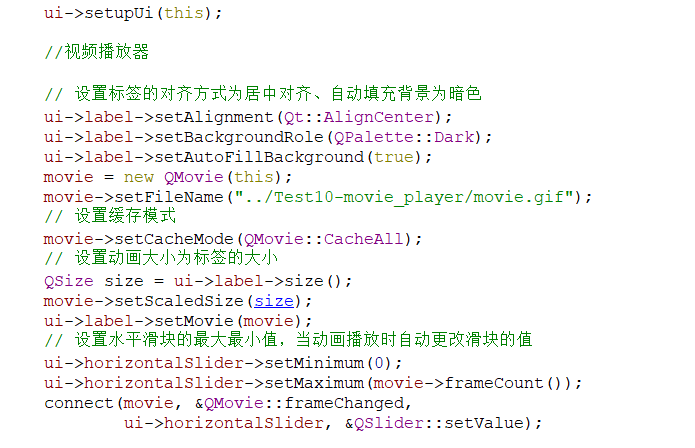 ui->setupUi(this);
//视频播放器
// 设置标签的对齐方式为居中对齐、自动填充背景为暗色
ui->label->setAlignment(Qt::AlignCenter);
ui->label->setBackgroundRole(QPalette::Dark);
ui->label->setAutoFillBackground(true);
movie = new QMovie(this);
movie->setFileName("../Test10-movie_player/movie.gif");
// 设置缓存模式
movie->setCacheMode(QMovie::CacheAll);
// 设置动画大小为标签的大小
QSize size = ui->label->size();
movie->setScaledSize(size);
ui->label->setMovie(movie);
// 设置水平滑块的最大最小值，当动画播放时自动更改滑块的值
ui->horizontalSlider->setMinimum(0);
ui->horizontalSlider->setMaximum(movie->frameCount());
connect(movie, &QMovie::frameChanged,
ui->horizontalSlider, &QSlider::setValue);